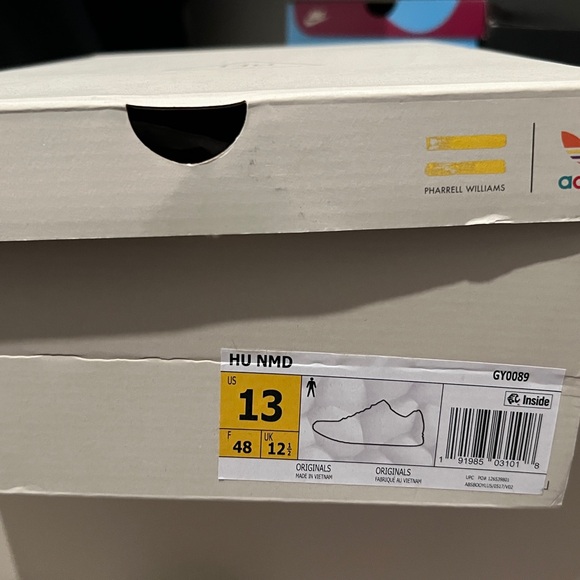 PHARRELL WILLIAMS
HU NMD
GY0089
US
13
F
48
UK
12½
Inside
ORIGINALS
MADE IN VIETNAM
ORIGINALS
FABRIQUÉ AU VIETNAM
1 91985 03101 8